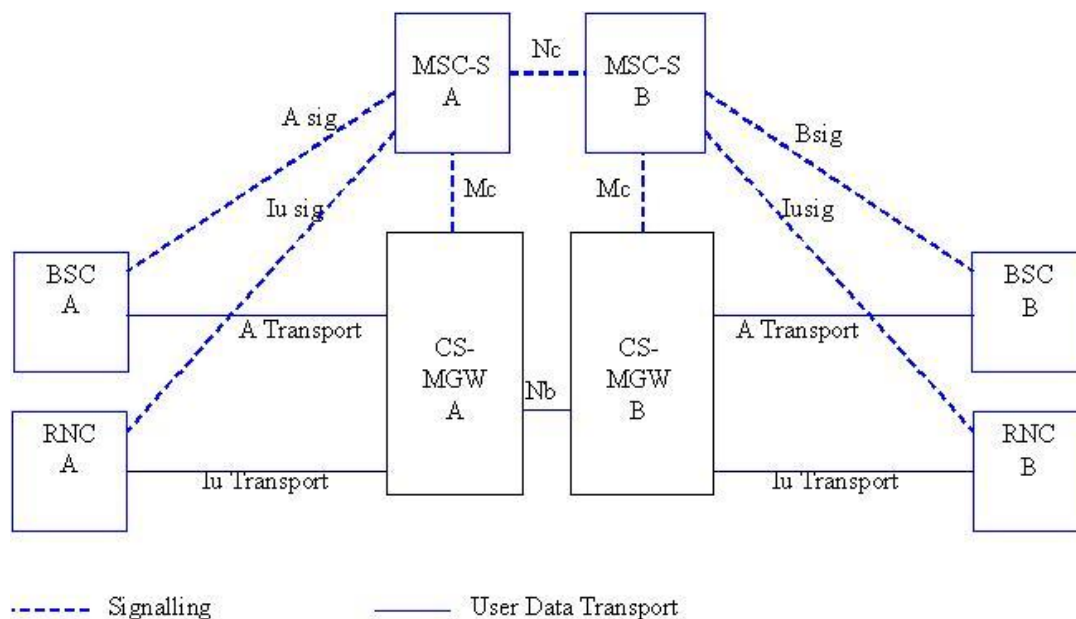 MSC-S
A
Nc
MSC-S
B
A sig
Bsig
Iu sig
Mc
Mc
Iusig
BSC
A
A Transport
CS-
MGW
A
Nb
CS-
MGW
B
A Transport
BSC
B
RNC
A
Iu Transport
Iu Transport
RNC
B
Signalling
User Data Transport